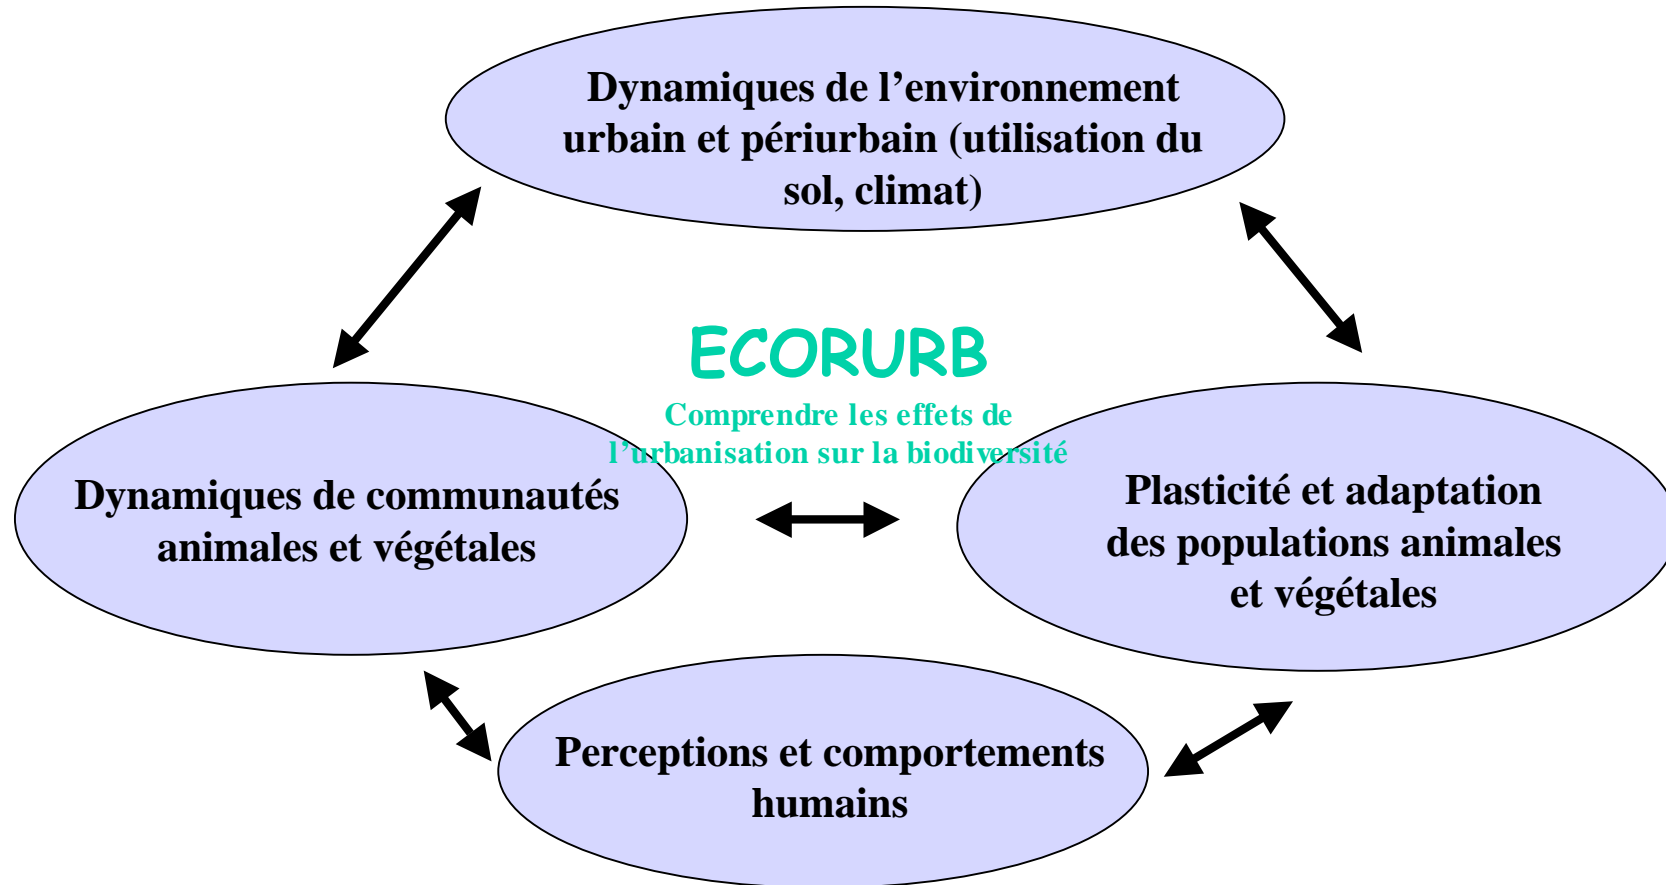 Dynamiques de l’environnement
urbain et périurbain (utilisation du
sol, climat)
ECORURB
Comprendre les effets de
l’urbanisation sur la biodiversité
Dynamiques de communautés
animales et végétales
Plasticité et adaptation
des populations animales
et végétales
Perceptions et comportements
humains